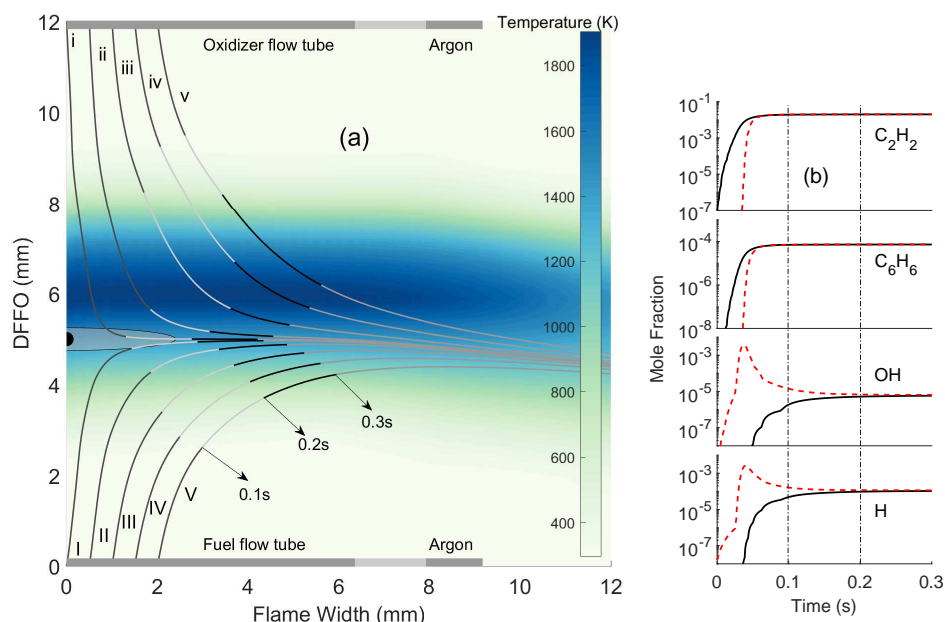 12
10
8
6
4
2
0
DFFO (mm)
0
2
4
6
8
10
12
Flame Width (mm)
Oxidizer flow tube
Argon
Temperature (K)
1800
1600
1400
1200
1000
800
600
400
i
ii
iii
iv
v
(a)
0.3s
0.2s
0.1s
I
II
III
IV
V
Fuel flow tube
Argon
Mole Fraction
10⁻¹
10⁻³
10⁻⁵
10⁻⁷
C₂H₂
(b)
10⁻⁴
10⁻⁶
10⁻⁸
C₆H₆
10⁻³
10⁻⁵
10⁻⁷
OH
10⁻³
10⁻⁵
10⁻⁷
H
0
0.1
0.2
0.3
Time (s)